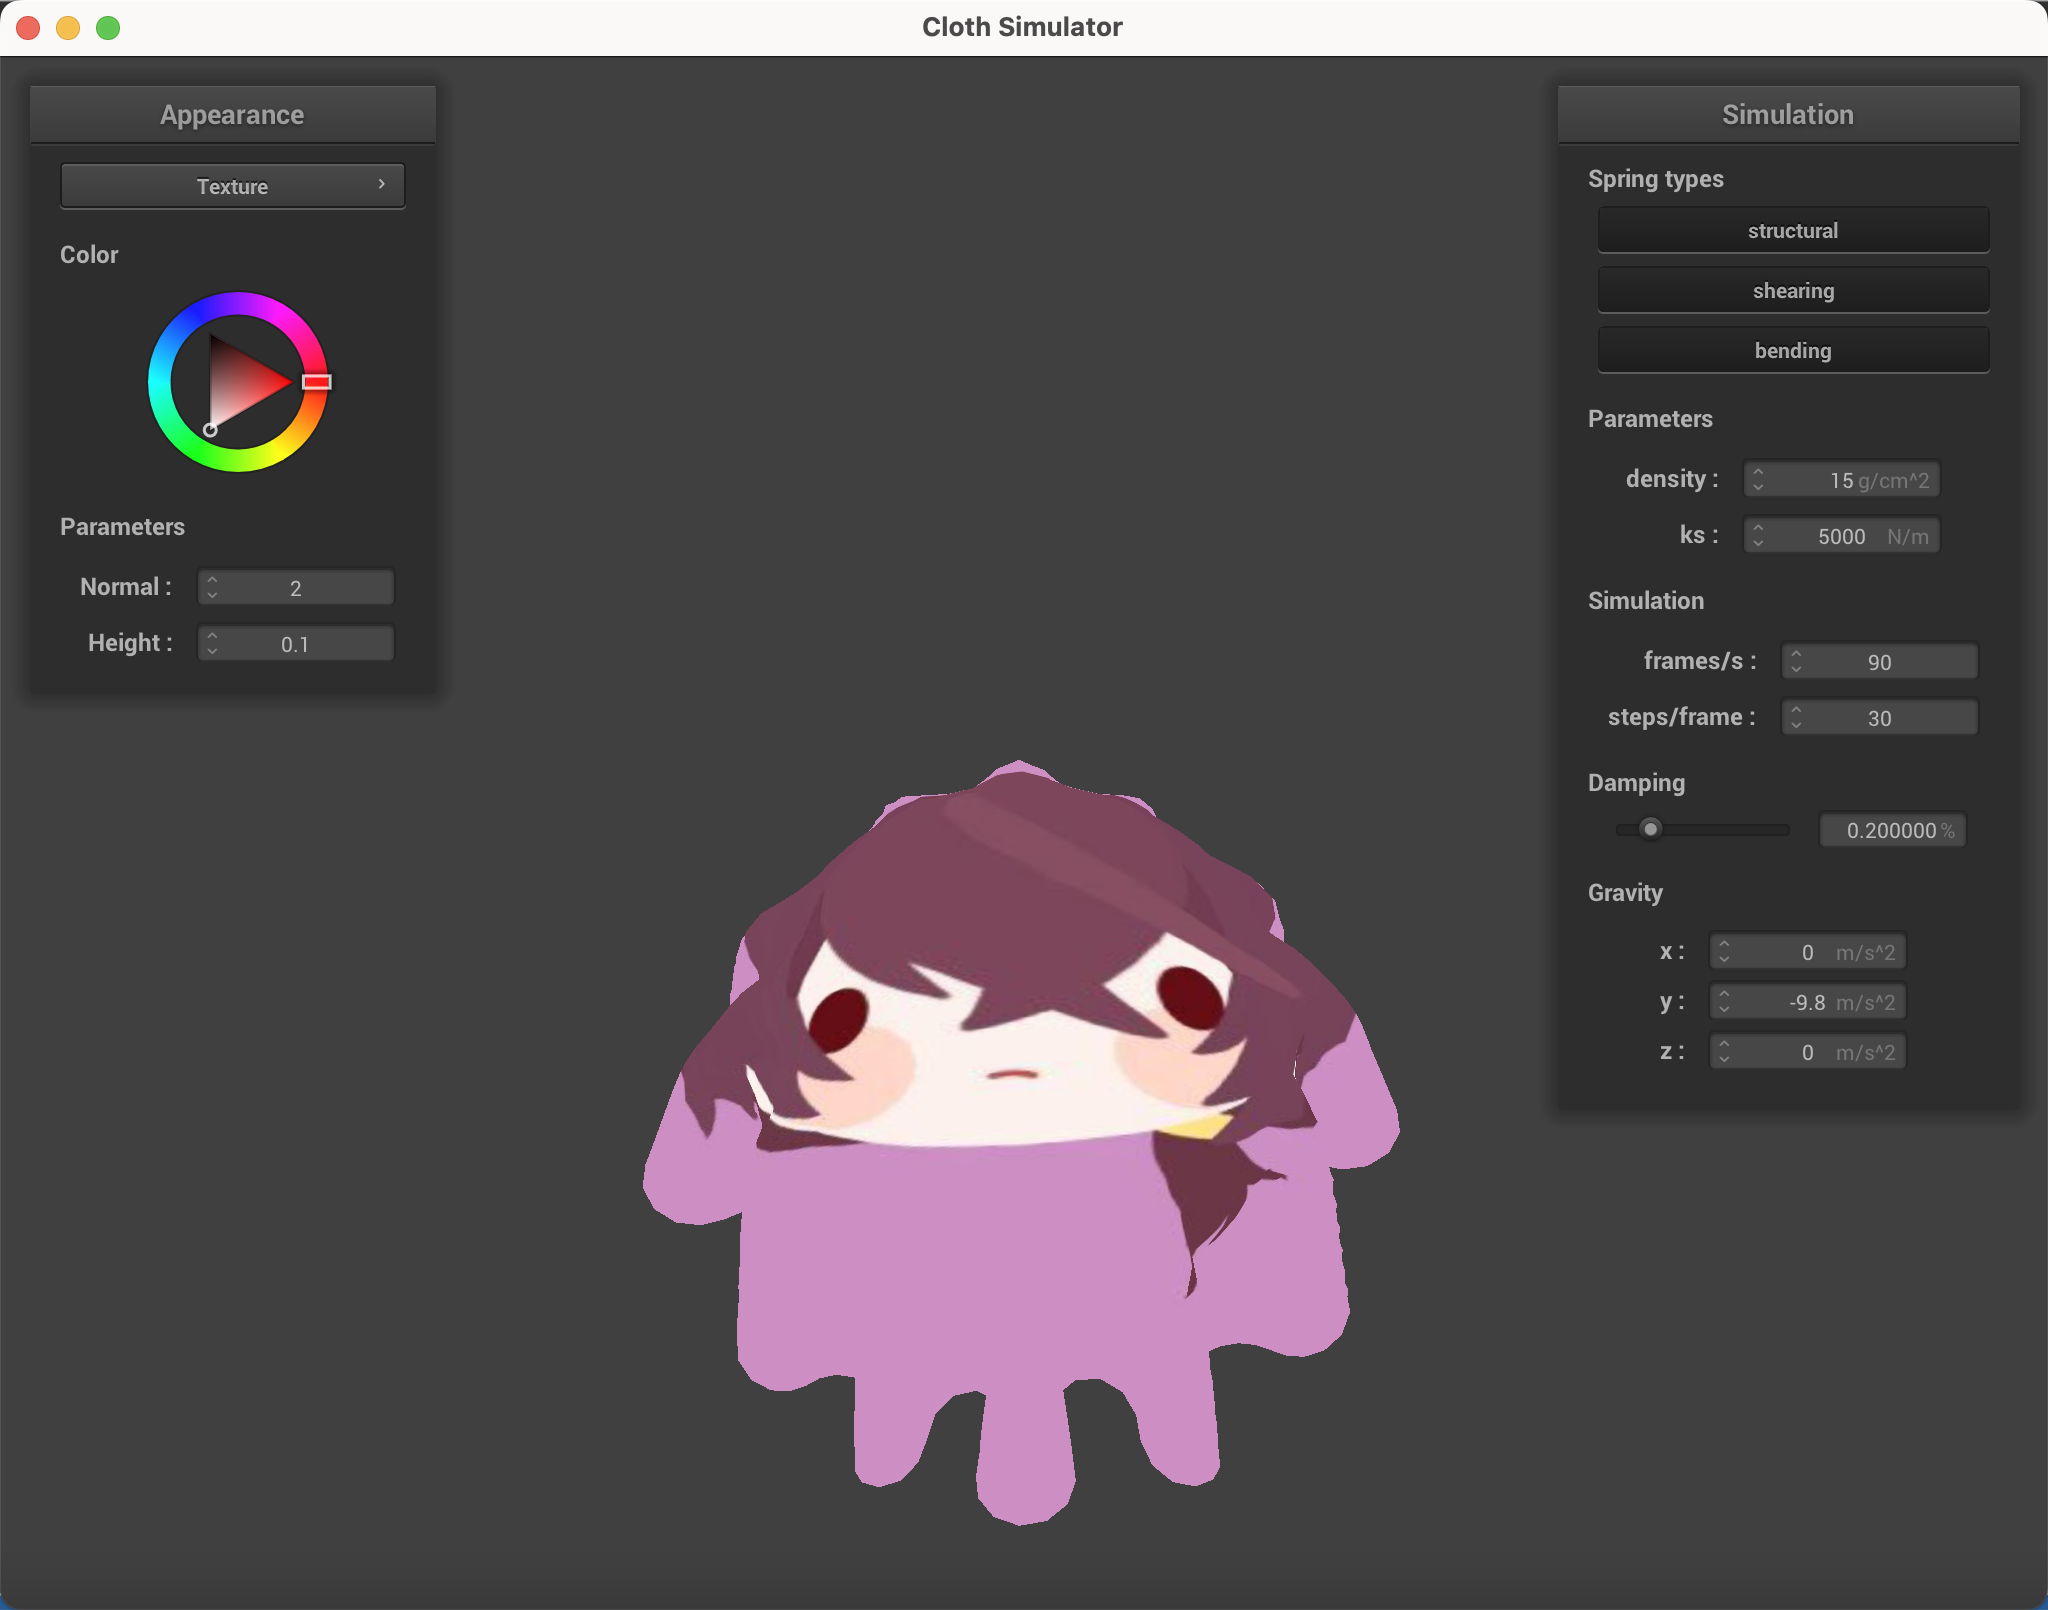 Cloth Simulator
Appearance
Texture
Color
Parameters
Normal : 2
Height : 0.1
Simulation
Spring types
structural
shearing
bending
Parameters
density : 15 g/cm^2
ks : 5000 N/m
Simulation
frames/s : 90
steps/frame : 30
Damping
0.200000 %
Gravity
x : 0 m/s^2
y : -9.8 m/s^2
z : 0 m/s^2